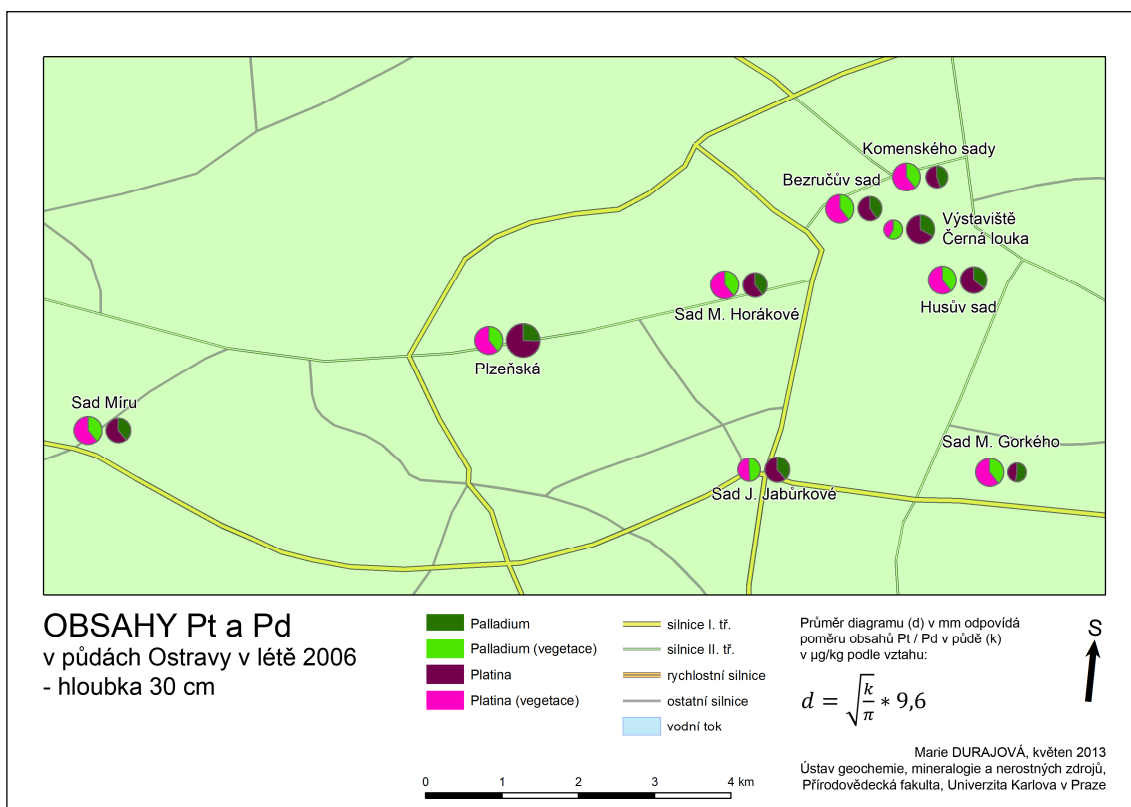 Komenského sady
Bezručův sad
Výstaviště
Černá louka
Husův sad
Sad M. Horákové
Plzeňská
Sad Míru
Sad M. Gorkého
Sad J. Jabůrkové
OBSAHY Pt a Pd
v půdách Ostravy v létě 2006
- hloubka 30 cm
Palladium
Palladium (vegetace)
Platina
Platina (vegetace)
silnice I. tř.
silnice II. tř.
rychlostní silnice
ostatní silnice
vodní tok
Průměr diagramu (d) v mm odpovídá
poměru obsahů Pt / Pd v půdě (k)
v µg/kg podle vztahu:
d = √(k/π) * 9,6
S
0 1 2 3 4 km
Marie DURAJOVÁ, květen 2013
Ústav geochemie, mineralogie a nerostných zdrojů,
Přírodovědecká fakulta, Univerzita Karlova v Praze